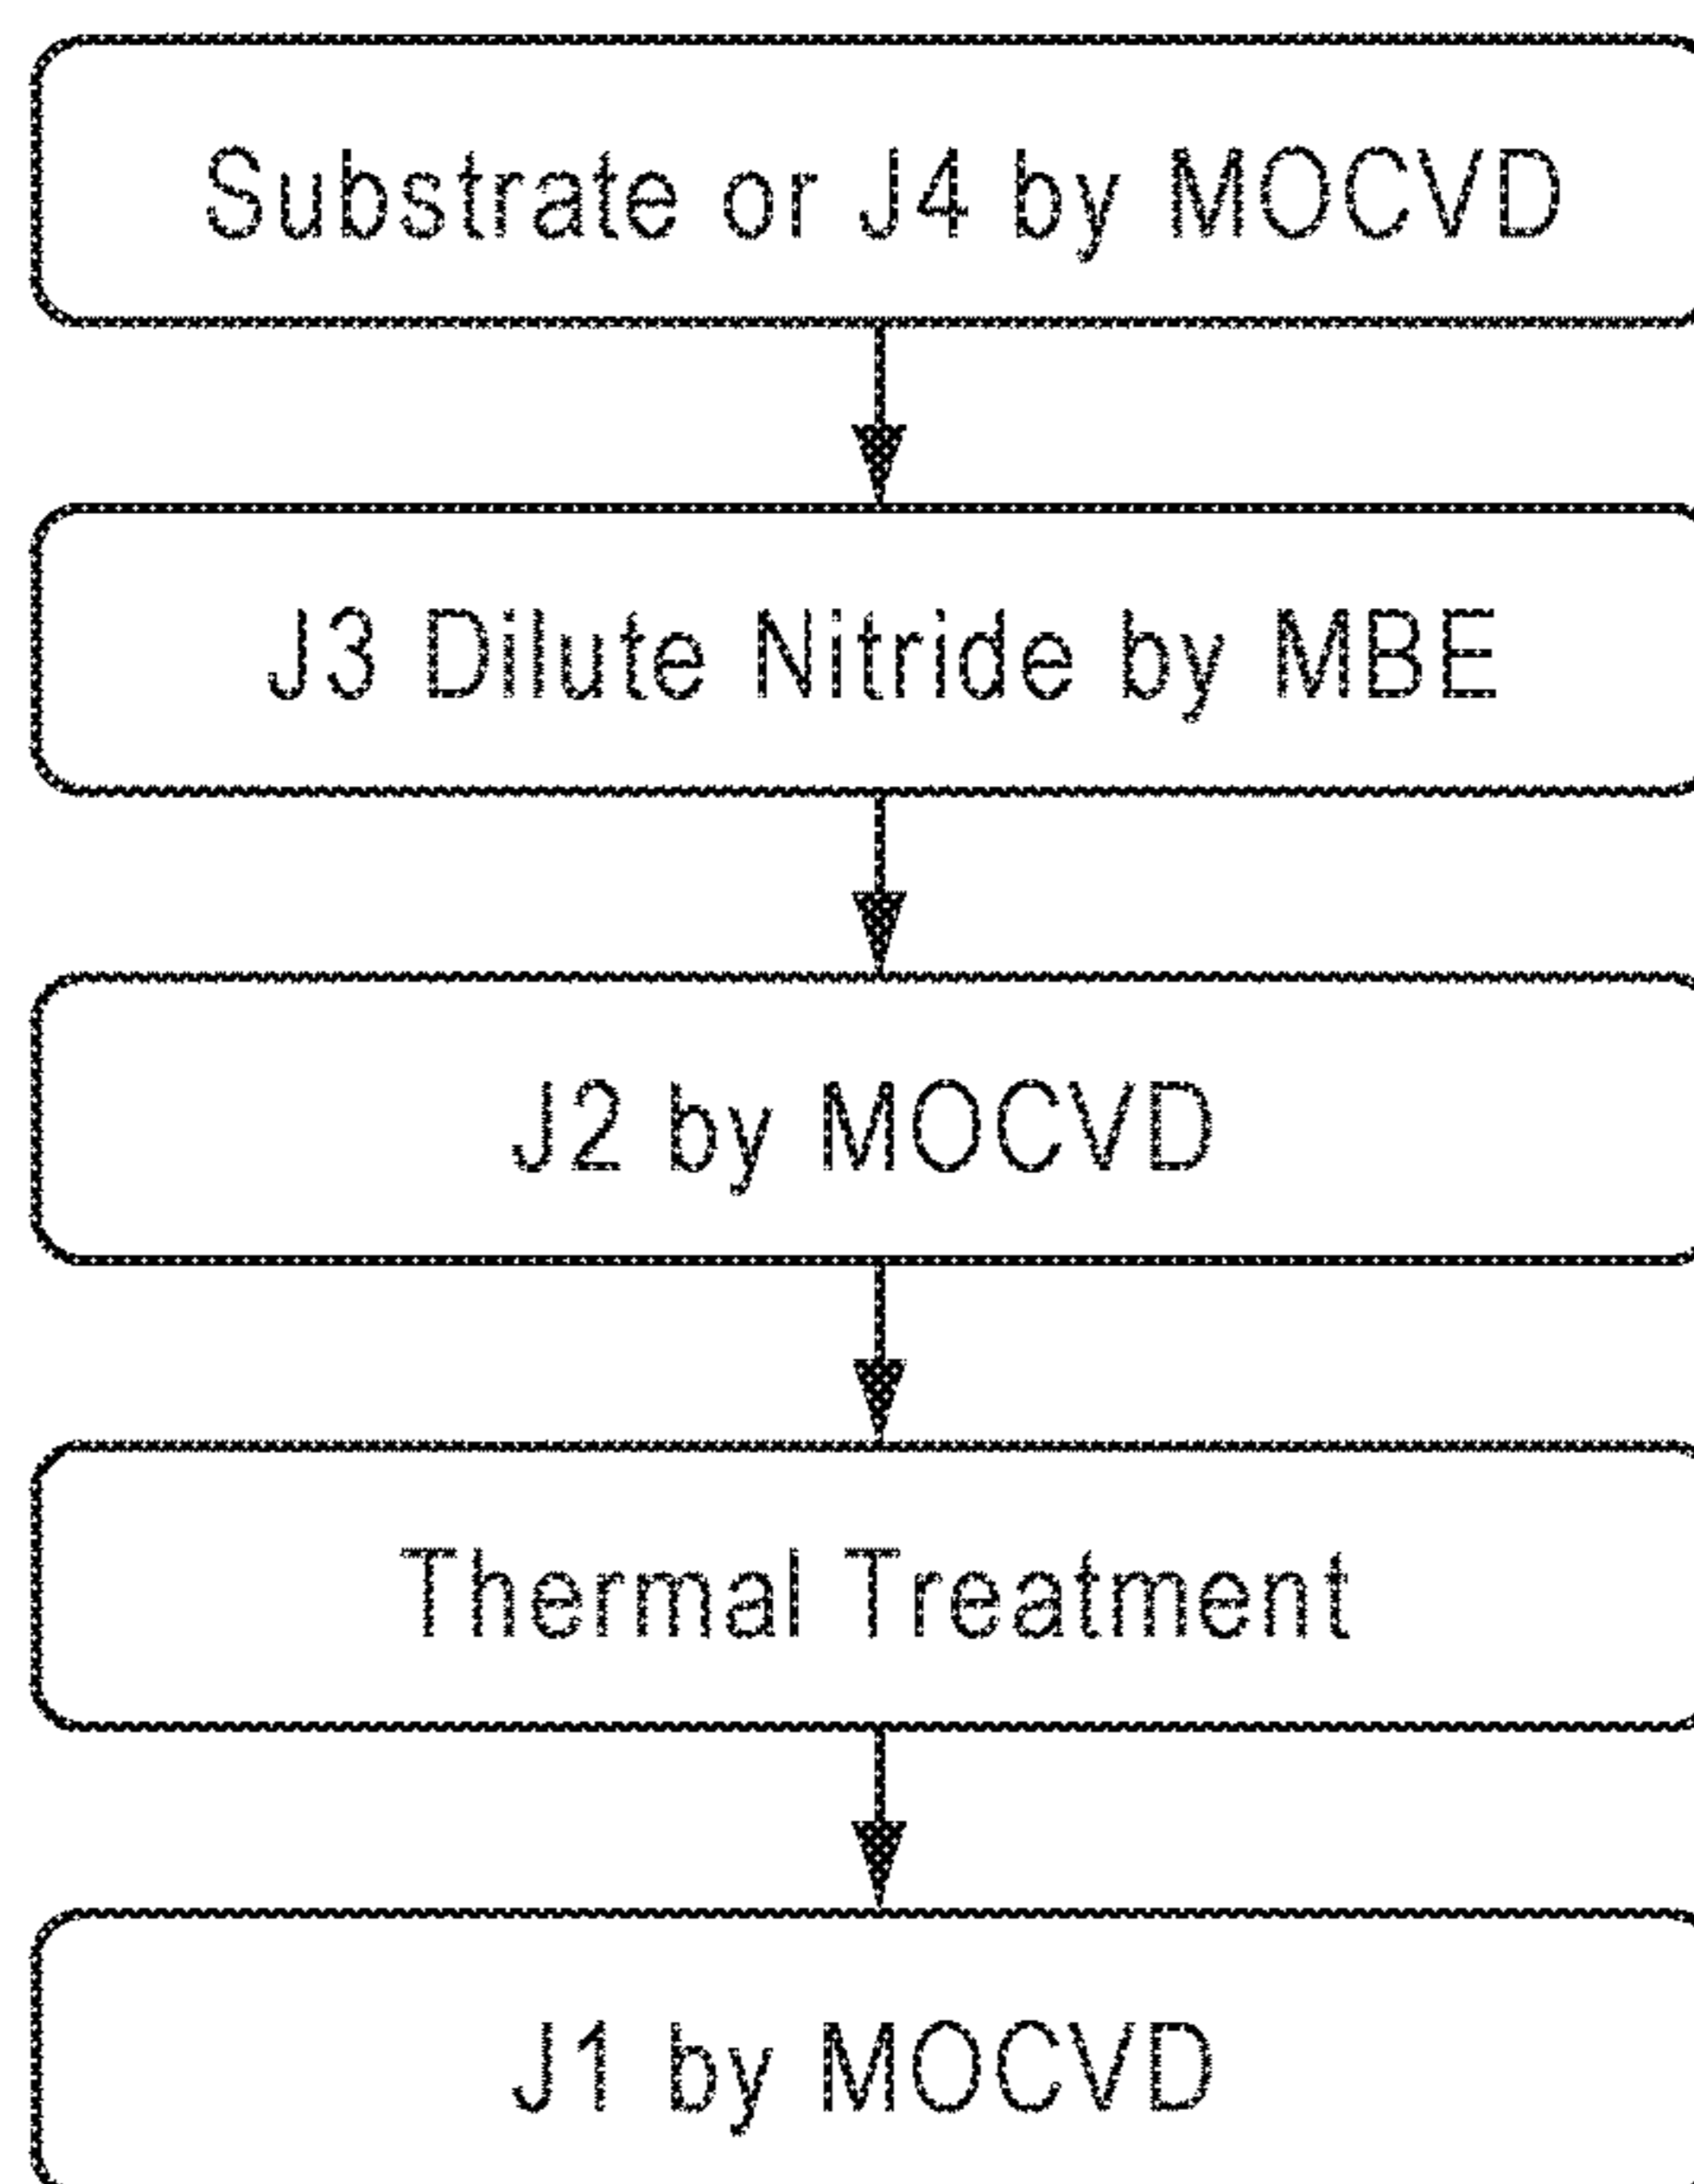 Substrate or J4 by MOCVD
J3 Dilute Nitride by MBE
J2 by MOCVD
Thermal Treatment
J1 by MOCVD